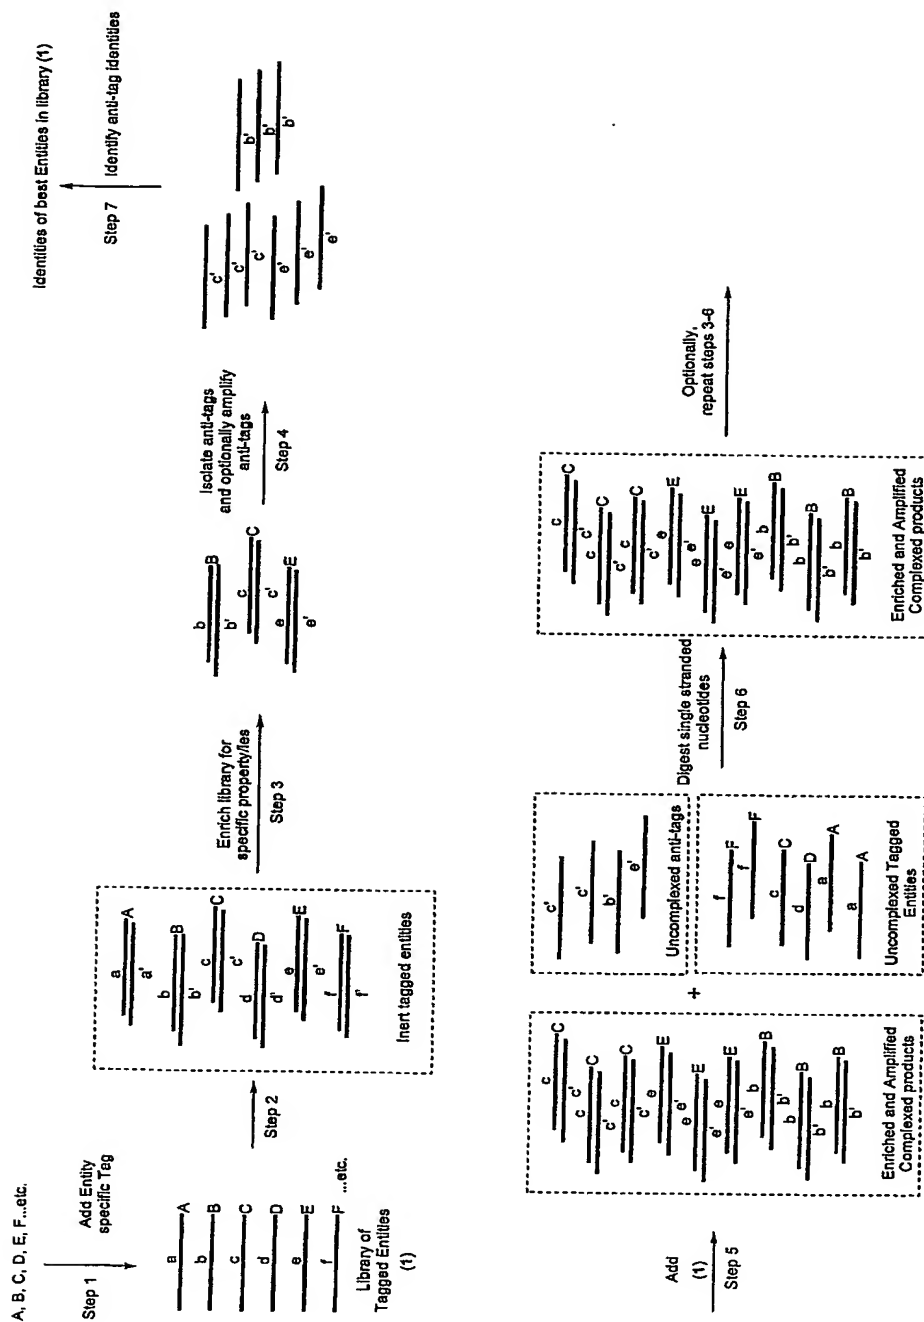 A, B, C, D, E, F...etc.
Step 1
Add Entity
specific Tag
a
A
b
B
c
C
d
D
e
E
f
F
...etc.
Library of
Tagged Entities
(1)
Step 2
a
A
a'
b
B
b'
c
C
c'
d
D
d'
e
E
e'
f
F
f'
Inert tagged entities
Enrich library for
specific property/ies
Step 3
b
B
b'
c
C
c'
e
E
e'
Isolate anti-tags
and optionally amplify
anti-tags
Step 4
c'
c'
c'
e'
e'
e'
b'
b'
b'
Step 7
Identify anti-tag identities
Identities of best Entities in library (1)
Add
(1)
Step 5
c
C
c'
c
C
c'
c
C
c'
e
E
e'
e
E
e'
e
E
e'
b
B
b'
b
B
b'
b
B
b'
Enriched and Amplified
Complexed products
+
c'
c'
b'
e'
Uncomplexed anti-tags
f
F
f
F
c
C
d
D
a
A
a
A
Uncomplexed Tagged
Entities
Digest single stranded
nucleotides
Step 6
c
C
c'
c
C
c'
c
C
c'
e
E
e'
e
E
e'
e
E
e'
b
B
b'
b
B
b'
b
B
b'
Enriched and Amplified
Complexed products
Optionally,
repeat steps 3-6